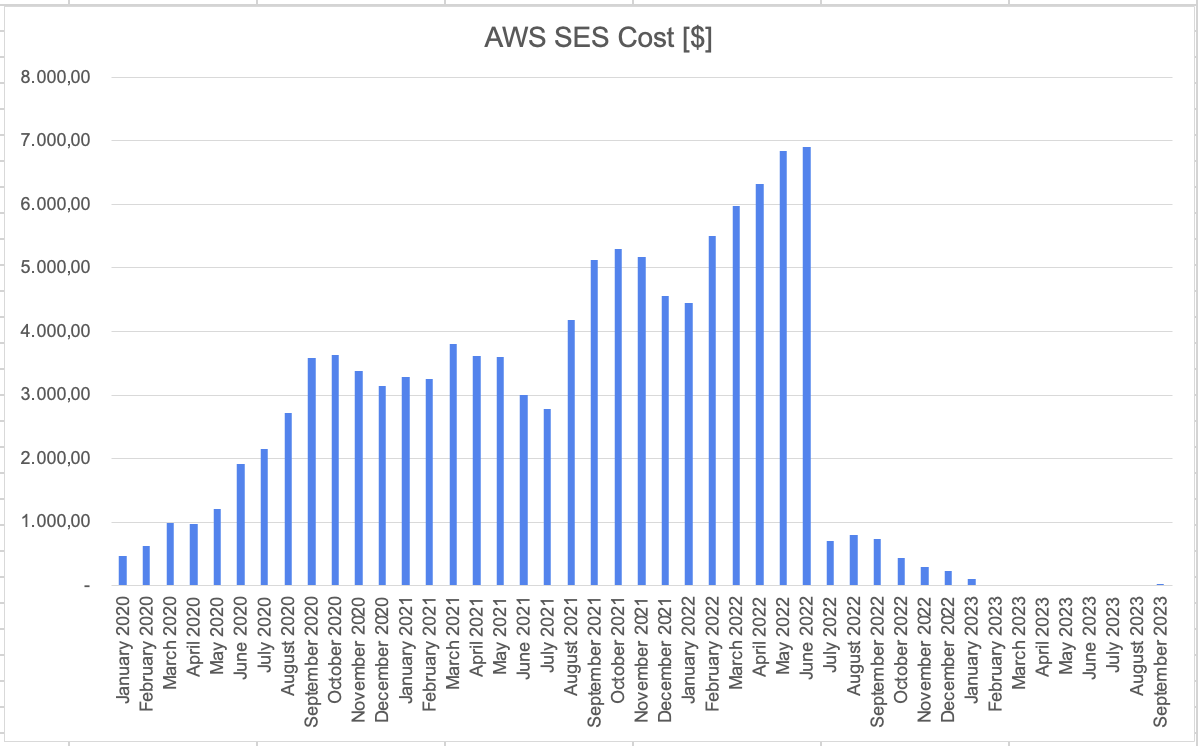 AWS SES Cost [$]
8.000,00
7.000,00
6.000,00
5.000,00
4.000,00
3.000,00
2.000,00
1.000,00
-
January 2020
February 2020
March 2020
April 2020
May 2020
June 2020
July 2020
August 2020
September 2020
October 2020
November 2020
December 2020
January 2021
February 2021
March 2021
April 2021
May 2021
June 2021
July 2021
August 2021
September 2021
October 2021
November 2021
December 2021
January 2022
February 2022
March 2022
April 2022
May 2022
June 2022
July 2022
August 2022
September 2022
October 2022
November 2022
December 2022
January 2023
February 2023
March 2023
April 2023
May 2023
June 2023
July 2023
August 2023
September 2023